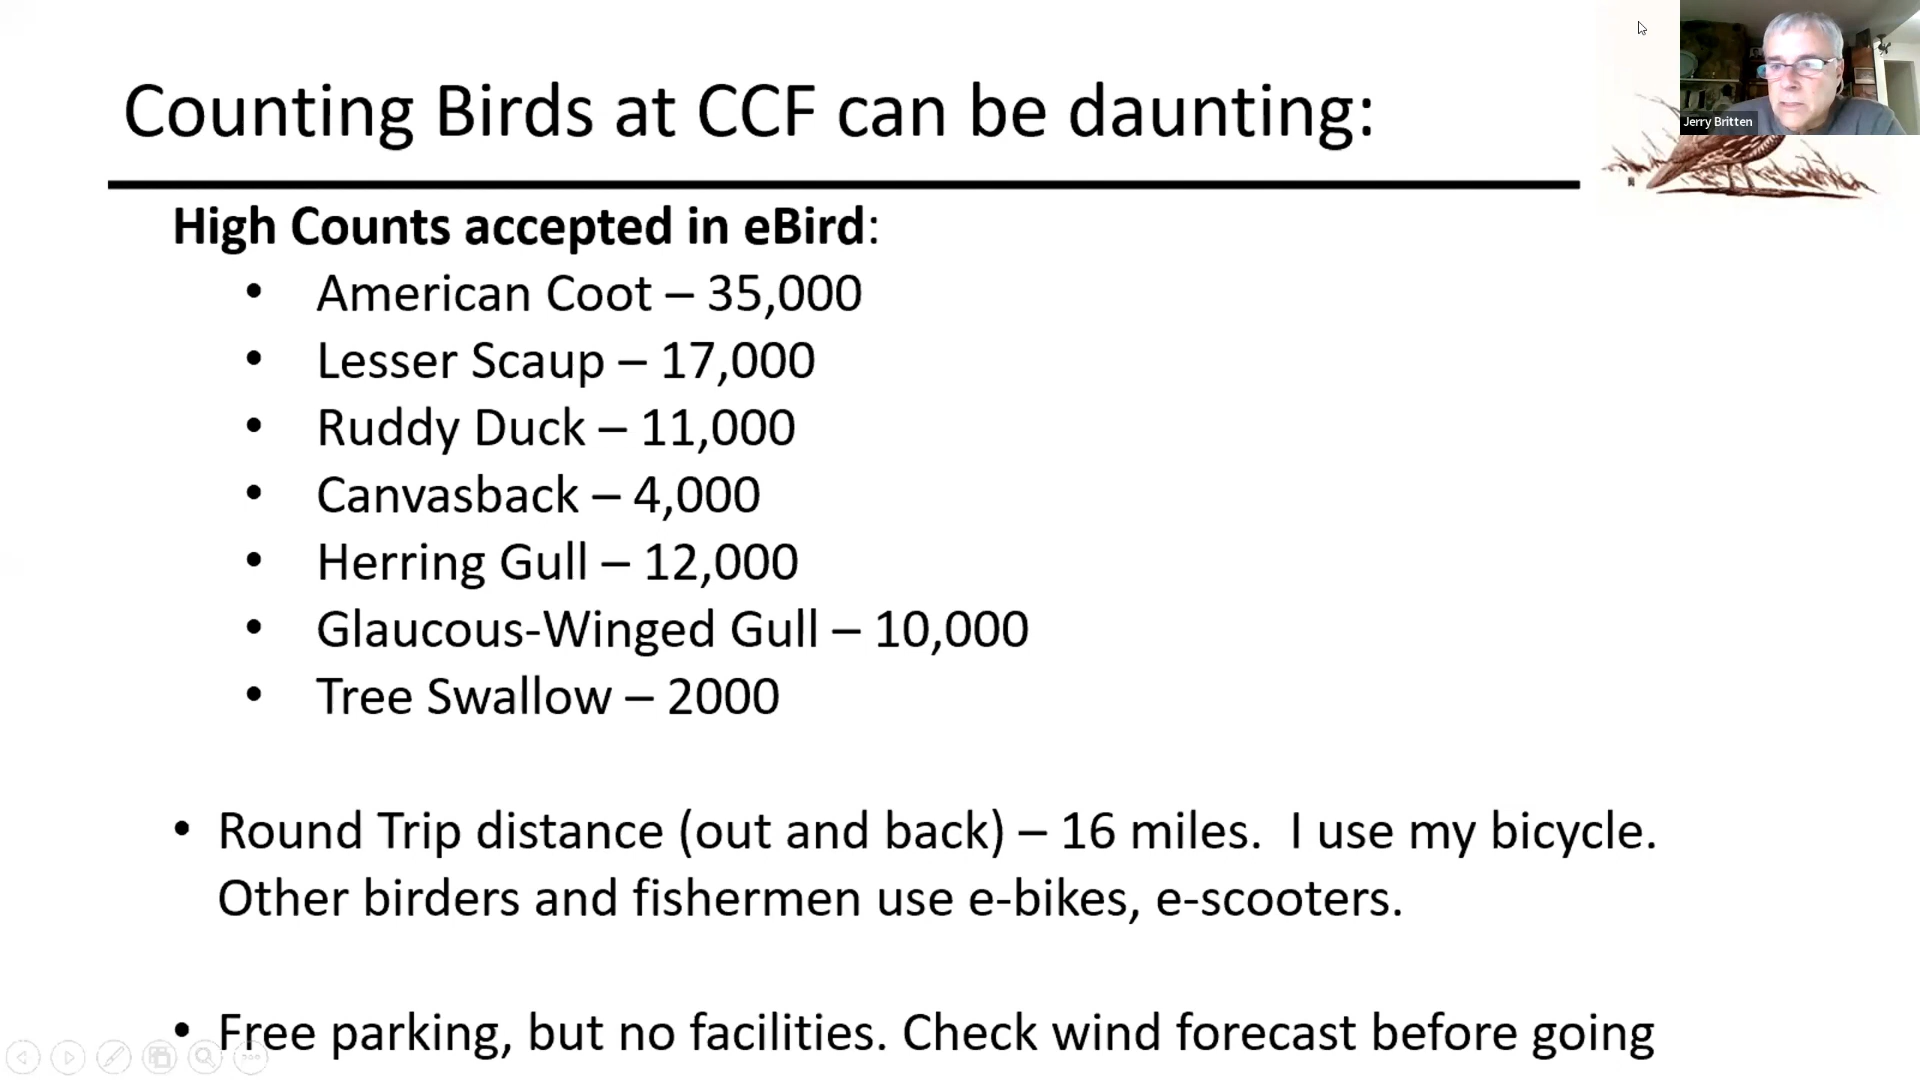 Counting Birds at CCF can be daunting:
Jerry Britten
High Counts accepted in eBird:
• American Coot – 35,000
• Lesser Scaup – 17,000
• Ruddy Duck – 11,000
• Canvasback – 4,000
• Herring Gull – 12,000
• Glaucous-Winged Gull – 10,000
• Tree Swallow – 2000
• Round Trip distance (out and back) – 16 miles.  I use my bicycle.
Other birders and fishermen use e-bikes, e-scooters.
• Free parking, but no facilities. Check wind forecast before going